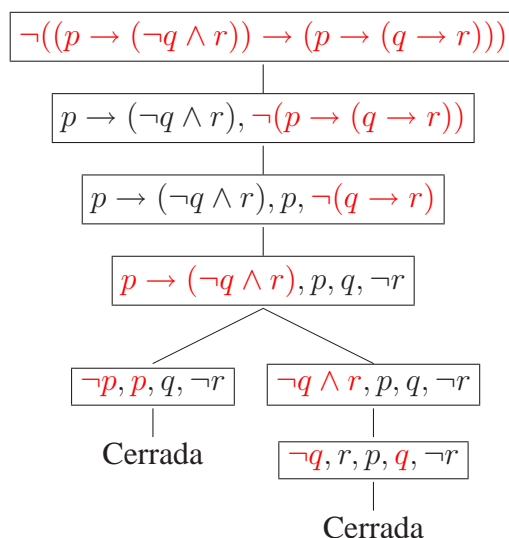 ¬((p → (¬q ∧ r)) → (p → (q → r)))
p → (¬q ∧ r), ¬(p → (q → r))
p → (¬q ∧ r), p, ¬(q → r)
p → (¬q ∧ r), p, q, ¬r
¬p, p, q, ¬r
¬q ∧ r, p, q, ¬r
Cerrada
¬q, r, p, q, ¬r
Cerrada